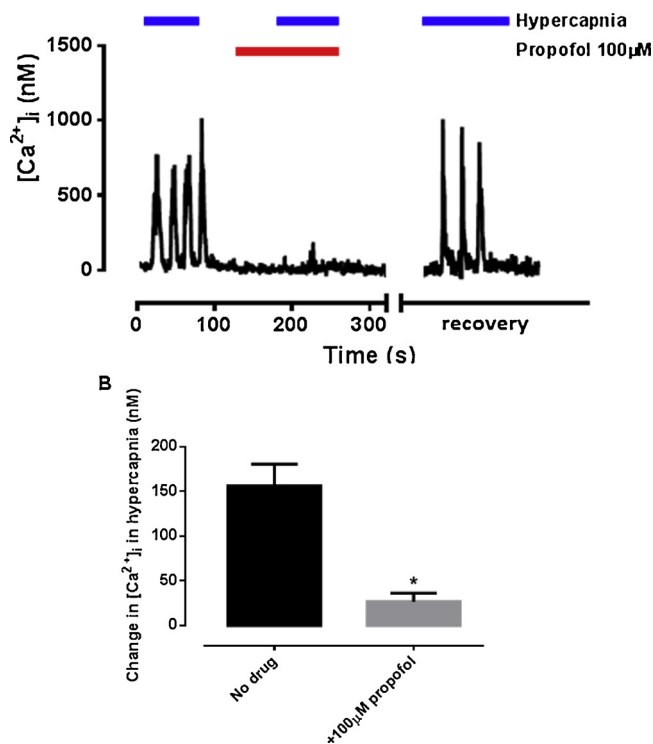 Hypercapnia
Propofol 100µM
[Ca²⁺]ᵢ (nM)
1500
1000
500
0
0 100 200 300 recovery
Time (s)
B
Change in [Ca²⁺]ᵢ in hypercapnia (nM)
200
150
100
50
0
*
No drug
+100µM propofol